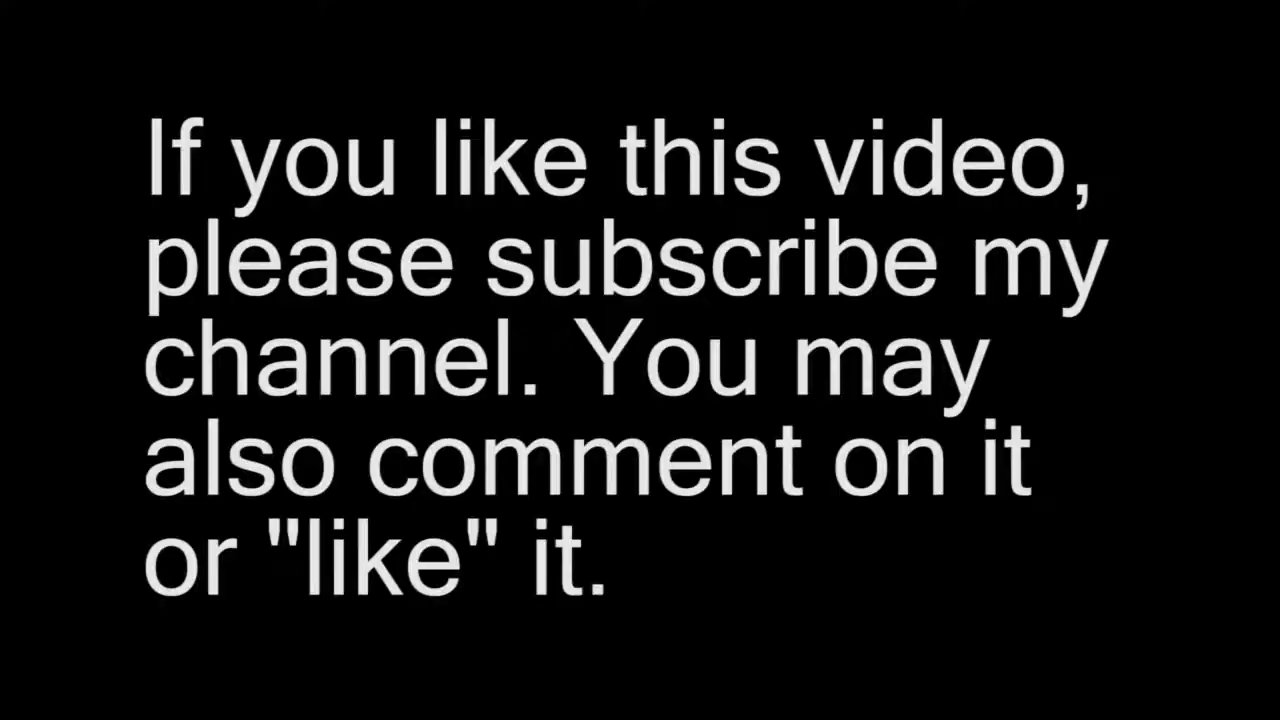 If you like this video,
please subscribe my
channel. You may
also comment on it
or "like" it.